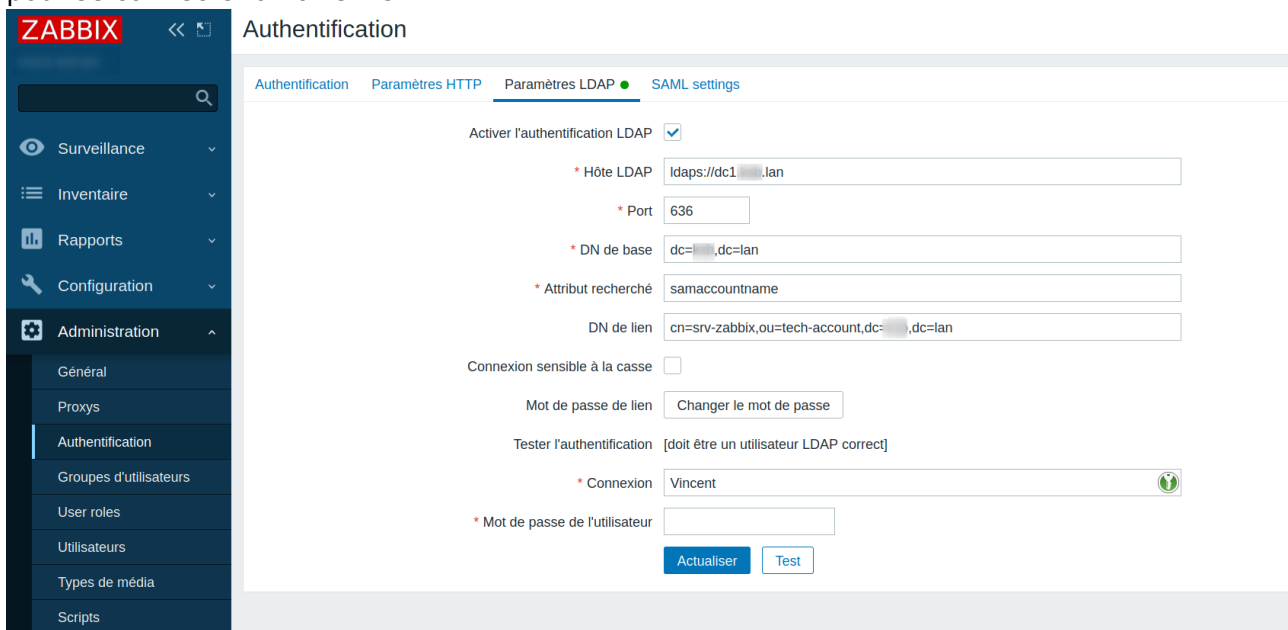 ZABBIX
Authentification
Authentification Paramètres HTTP Paramètres LDAP SAML settings
Surveillance
Inventaire
Rapports
Configuration
Administration
Général
Proxys
Authentification
Groupes d'utilisateurs
User roles
Utilisateurs
Types de média
Scripts
Activer l'authentification LDAP
* Hôte LDAP ldaps://dc1 .lan
* Port 636
* DN de base dc= ,dc=lan
* Attribut recherché samaccountname
DN de lien cn=srv-zabbix,ou=tech-account,dc= ,dc=lan
Connexion sensible à la casse
Mot de passe de lien Changer le mot de passe
Tester l'authentification [doit être un utilisateur LDAP correct]
* Connexion Vincent
* Mot de passe de l'utilisateur
Actualiser Test